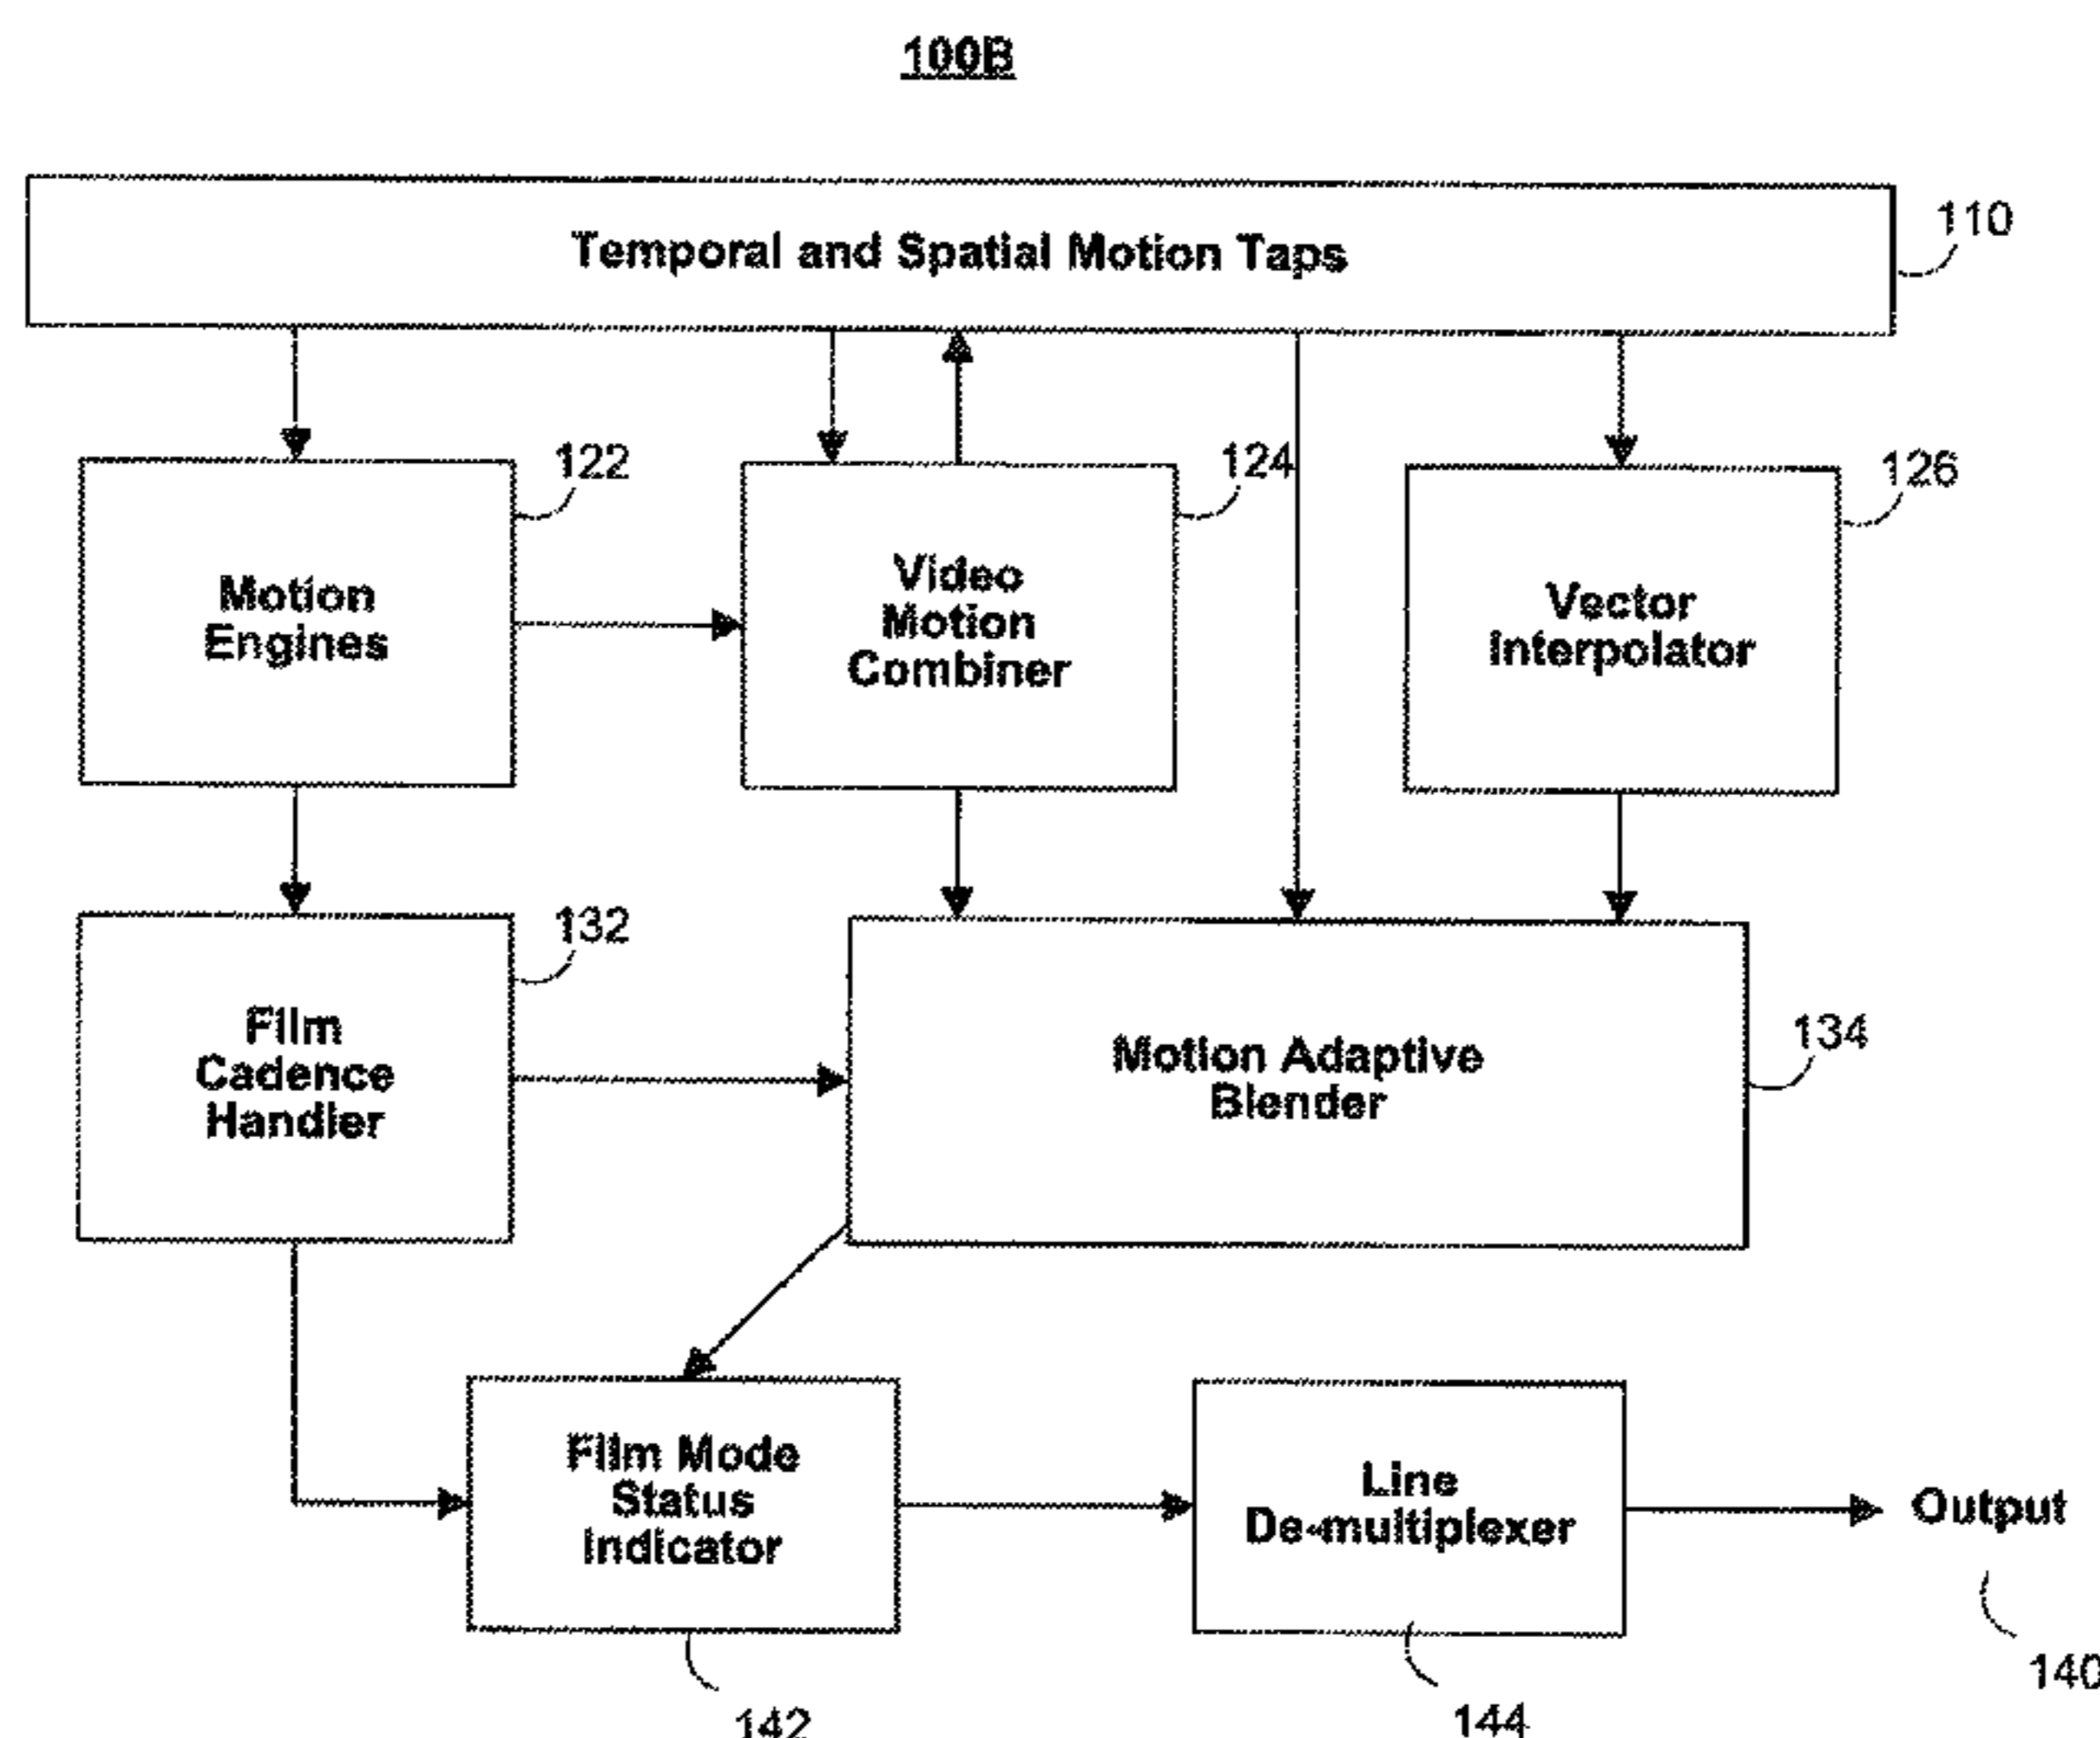 100B
Temporal and Spatial Motion Taps
110
122
124
126
Motion
Engines
Video
Motion
Combiner
Vector
Interpolator
132
134
Film
Cadence
Handler
Motion Adaptive
Blender
Film Mode
Status
Indicator
Line
De-multiplexer
Output
140
142
144